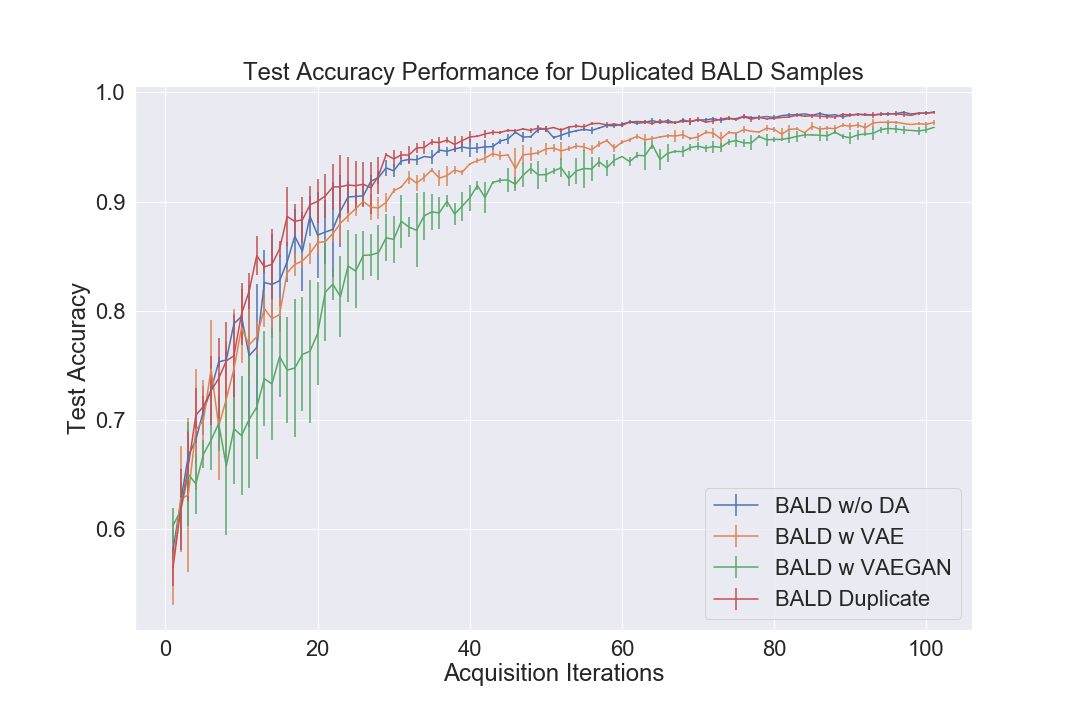 Test Accuracy Performance for Duplicated BALD Samples
1.0
0.9
0.8
0.7
0.6
Test Accuracy
BALD w/o DA
BALD w VAE
BALD w VAEGAN
BALD Duplicate
0 20 40 60 80 100
Acquisition Iterations